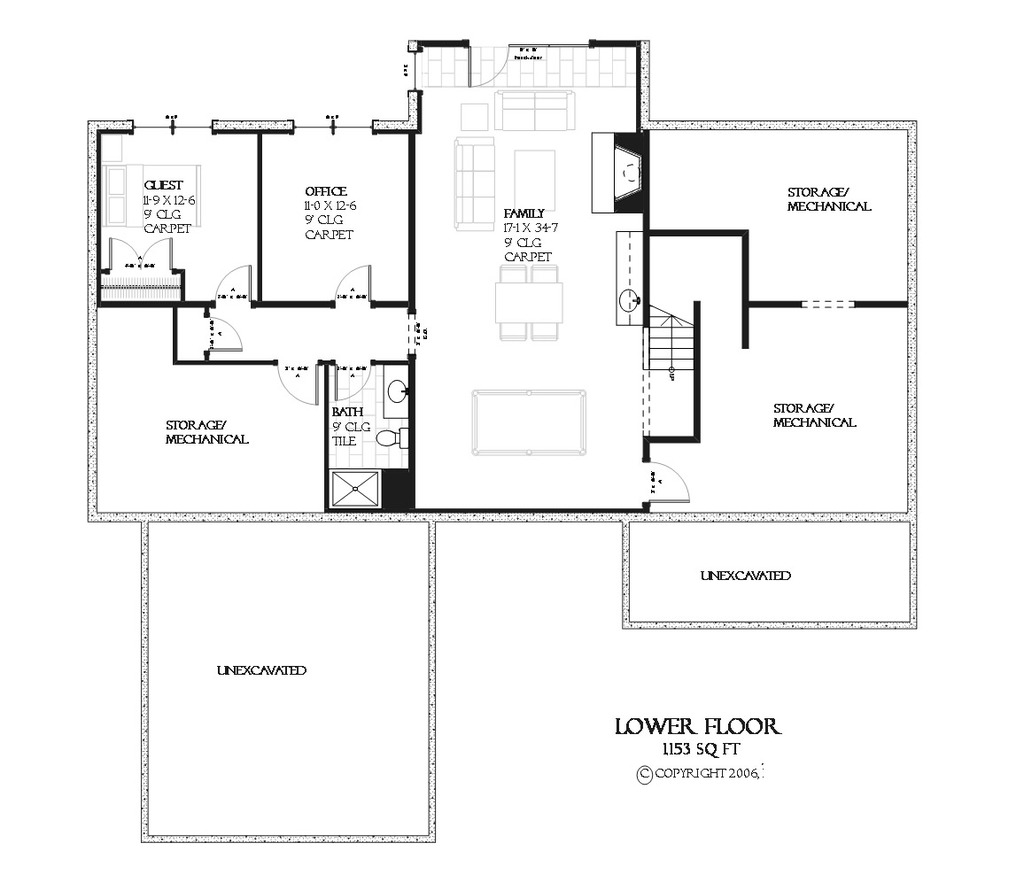 GUEST
11-9 X 12-6
9' CLG
CARPET
OFFICE
11-0 X 12-6
9' CLG
CARPET
FAMILY
17-1 X 34-7
9' CLG
CARPET
STORAGE/
MECHANICAL
STORAGE/
MECHANICAL
STORAGE/
MECHANICAL
BATH
9' CLG
TILE
UNEXCAVATED
UNEXCAVATED
LOWER FLOOR
1153 SQ FT
© COPYRIGHT 2006,